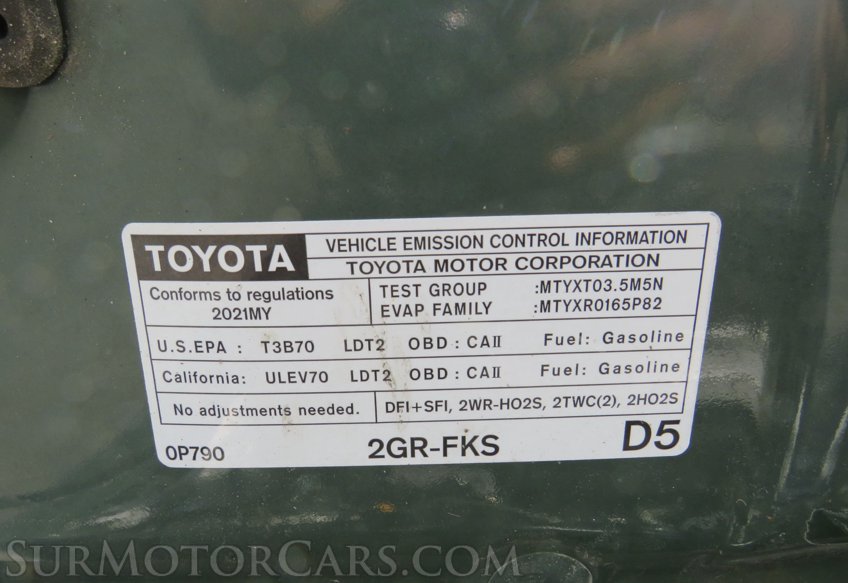 TOYOTA
VEHICLE EMISSION CONTROL INFORMATION
TOYOTA MOTOR CORPORATION
Conforms to regulations
2021MY
TEST GROUP :MTYXT03.5M5N
EVAP FAMILY :MTYXR0165P82
U.S.EPA : T3B70 LDT2 OBD : CAII Fuel: Gasoline
California: ULEV70 LDT2 OBD : CAII Fuel: Gasoline
No adjustments needed. DFI+SFI, 2WR-HO2S, 2TWC(2), 2HO2S
0P790 2GR-FKS D5
SurMotorCars.com